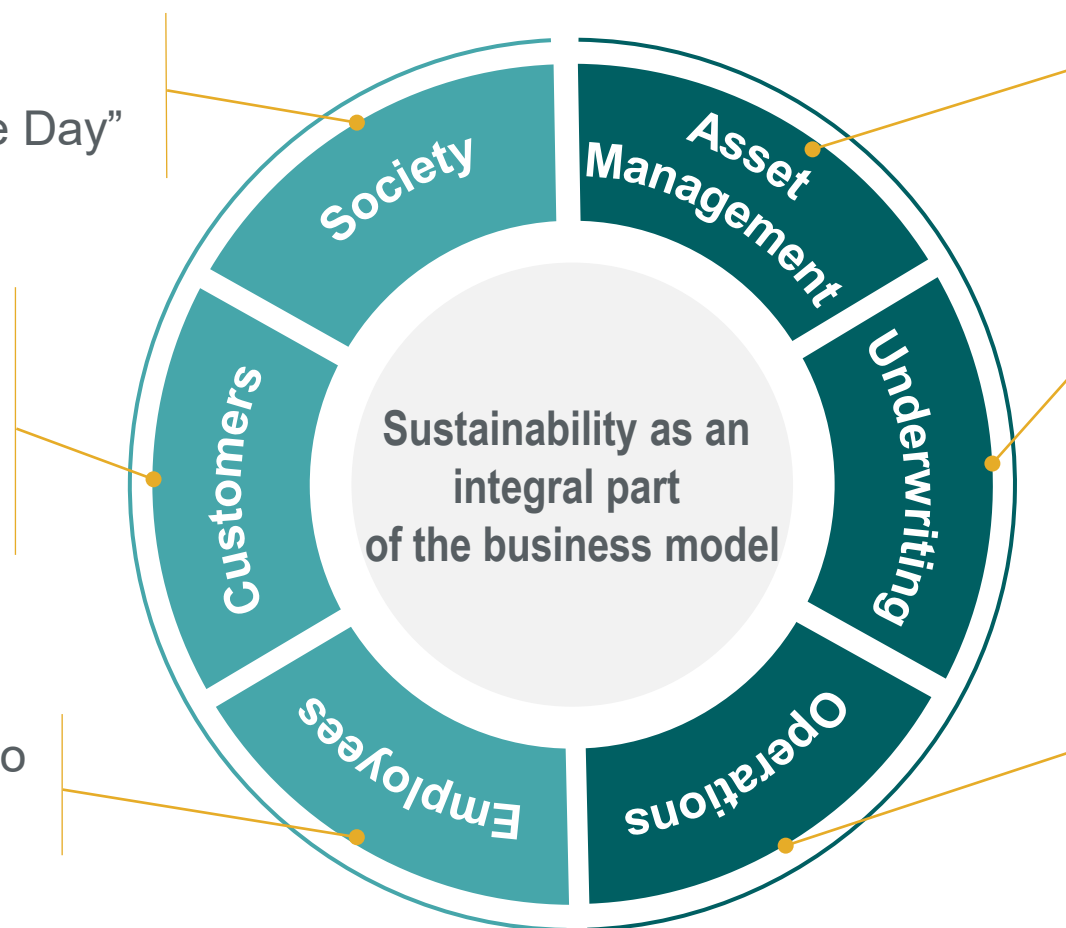 e Day”
Society
Asset
Management
Customers
Underwriting
Sustainability as an
integral part
of the business model
o
Employees
Operations